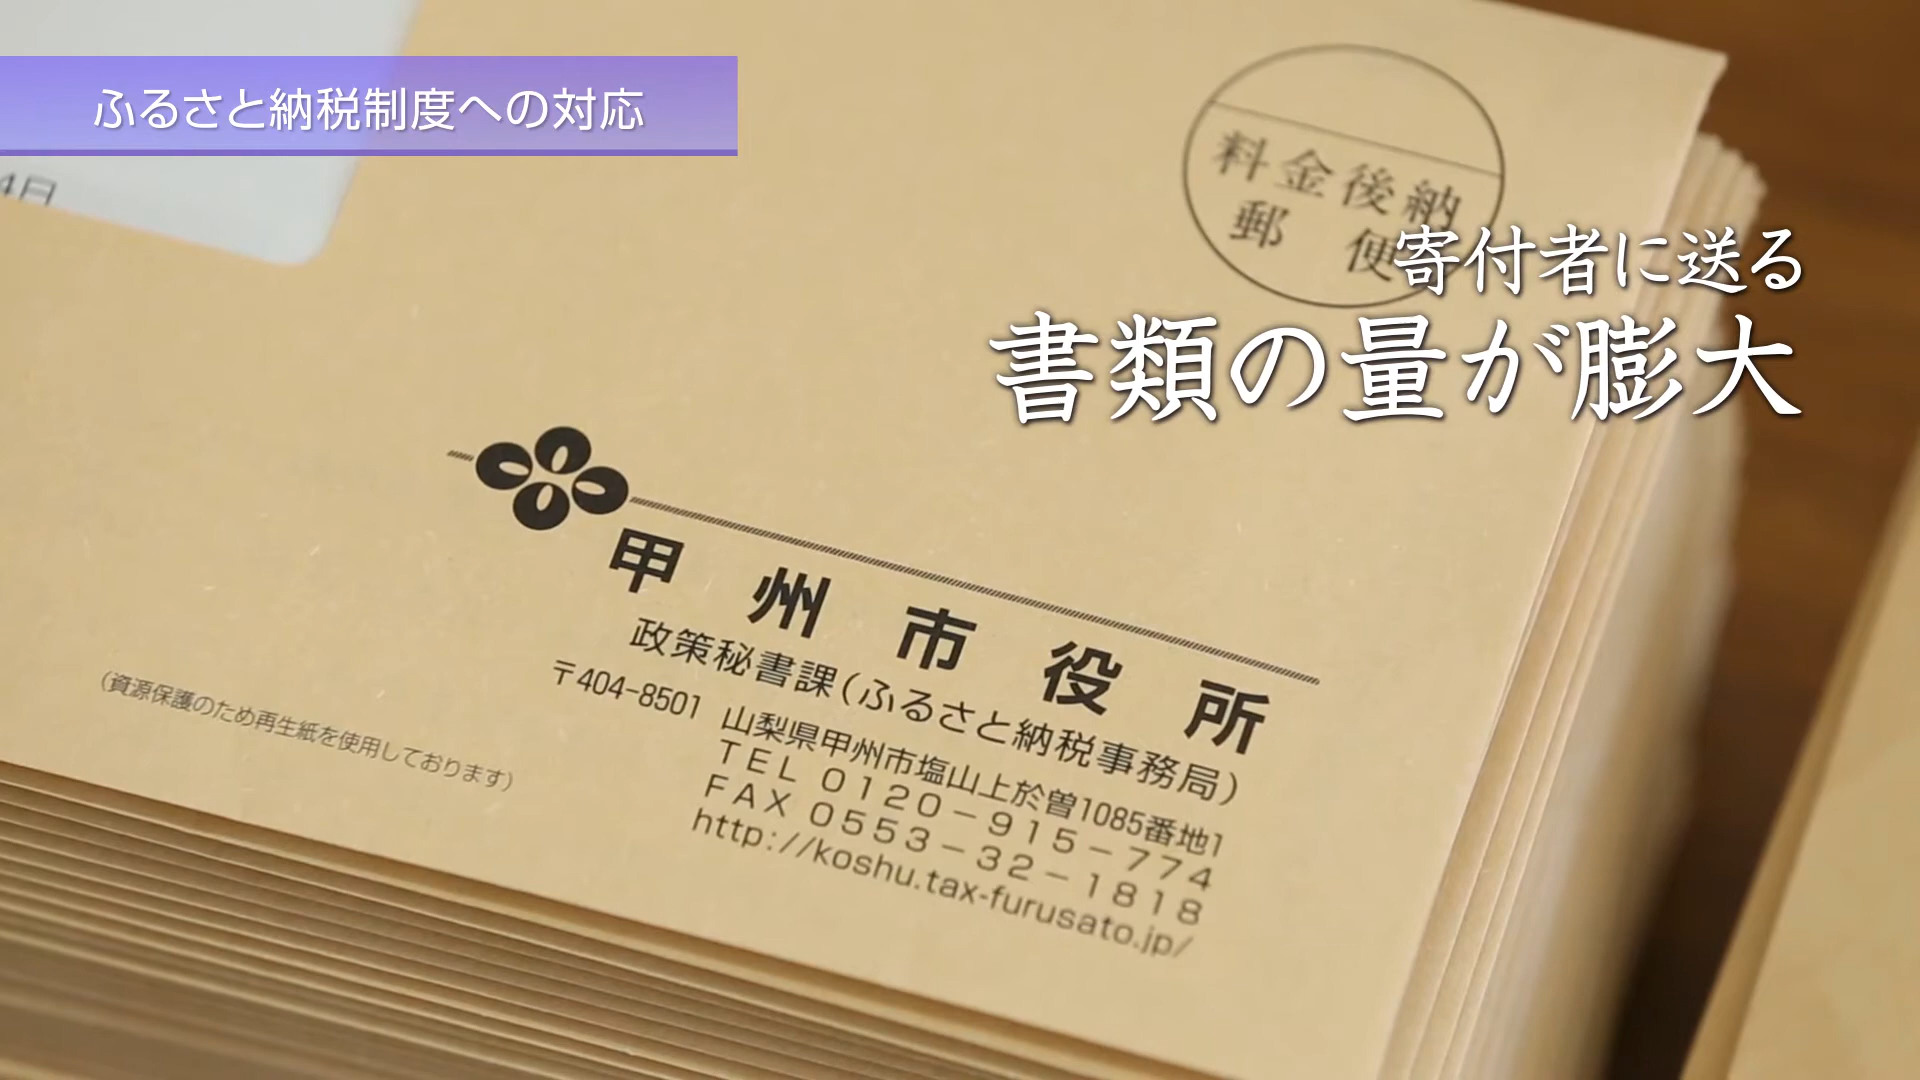 ふるさと納税制度への対応
4日
料金後納
郵便
寄付者に送る
書類の量が膨大
甲州市役所
政策秘書課(ふるさと納税事務局)
〒404-8501 山梨県甲州市塩山上於曽1085番地1
TEL 0120-915-774
FAX 0553-32-1818
http://koshu.tax-furusato.jp/
(資源保護のため再生紙を使用しております)